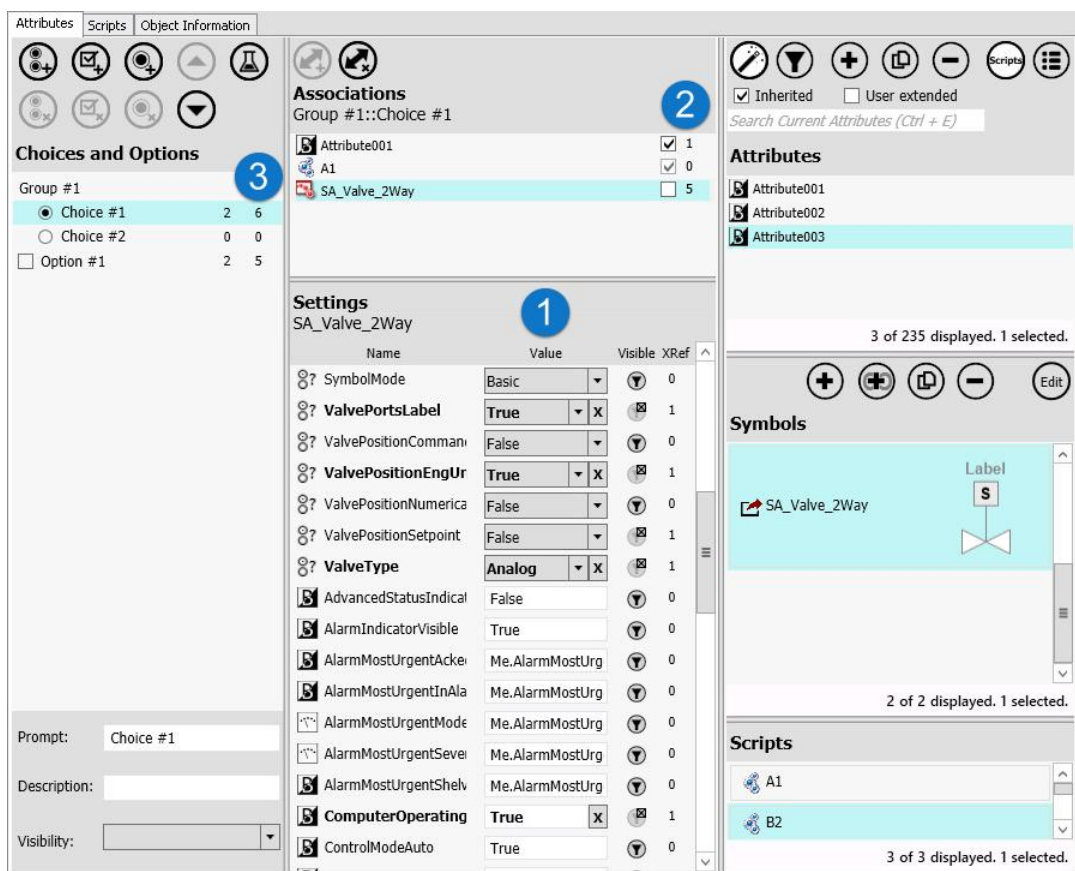 Attributes Scripts Object Information
Choices and Options
Group #1
3
Choice #1 2 6
Choice #2 0 0
Option #1 2 5
Prompt: Choice #1
Description:
Visibility:
Associations
Group #1::Choice #1
2
Attribute001 1
A1 0
SA_Valve_2Way 5
Settings
SA_Valve_2Way
1
Name Value Visible XRef
SymbolMode Basic 0
ValvePortsLabel True x 1
ValvePositionComman False 0
ValvePositionEngUr True x 1
ValvePositionNumerica False 0
ValvePositionSetpoint False 1
ValveType Analog x 1
AdvancedStatusIndicat False 0
AlarmIndicatorVisible True 0
AlarmMostUrgentAcke Me.AlarmMostUrg 0
AlarmMostUrgentInAla Me.AlarmMostUrg 0
AlarmMostUrgentMode Me.AlarmMostUrg 0
AlarmMostUrgentSeve Me.AlarmMostUrg 0
AlarmMostUrgentShelv Me.AlarmMostUrg 0
ComputerOperating True x 1
ControlModeAuto True 0
Scripts
Inherited User extended
Search Current Attributes (Ctrl + E)
Attributes
Attribute001
Attribute002
Attribute003
3 of 235 displayed. 1 selected.
Edit
Symbols
Label
S
SA_Valve_2Way
2 of 2 displayed. 1 selected.
Scripts
A1
B2
3 of 3 displayed. 1 selected.